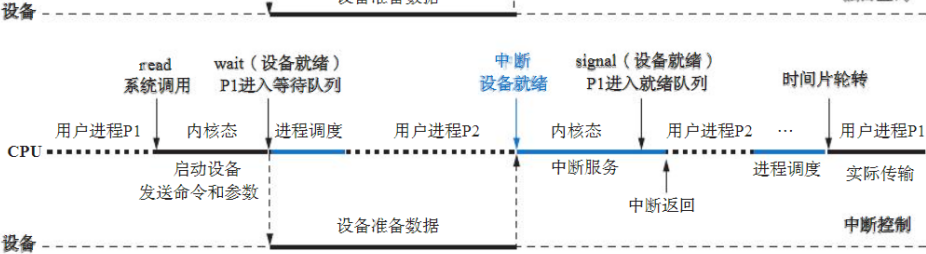 设备准备数据
设备
read
系统调用
wait（设备就绪）
P1进入等待队列
中断
设备就绪
signal（设备就绪）
P1进入就绪队列
时间片轮转
用户进程P1
内核态
进程调度
用户进程P2
内核态
用户进程P2
…
用户进程P1
CPU
启动设备
发送命令和参数
中断服务
进程调度
实际传输
中断返回
设备准备数据
中断控制
设备